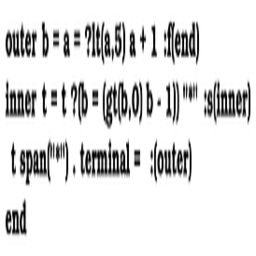 outer b = a = ?lt(a,5) a + 1 :f(end)
inner t = t ?(b = (gt(b,0) b - 1)) "*" :s(inner)
t span("*") . terminal = :(outer)
end